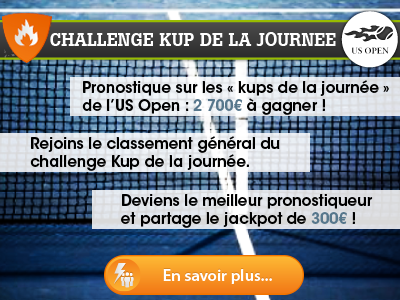 CHALLENGE KUP DE LA JOURNEE
US OPEN
Pronostique sur les « kups de la journée »
de l'US Open : 2 700€ à gagner !
Rejoins le classement général du
challenge Kup de la journée.
Deviens le meilleur pronostiqueur
et partage le jackpot de 300€ !
En savoir plus...